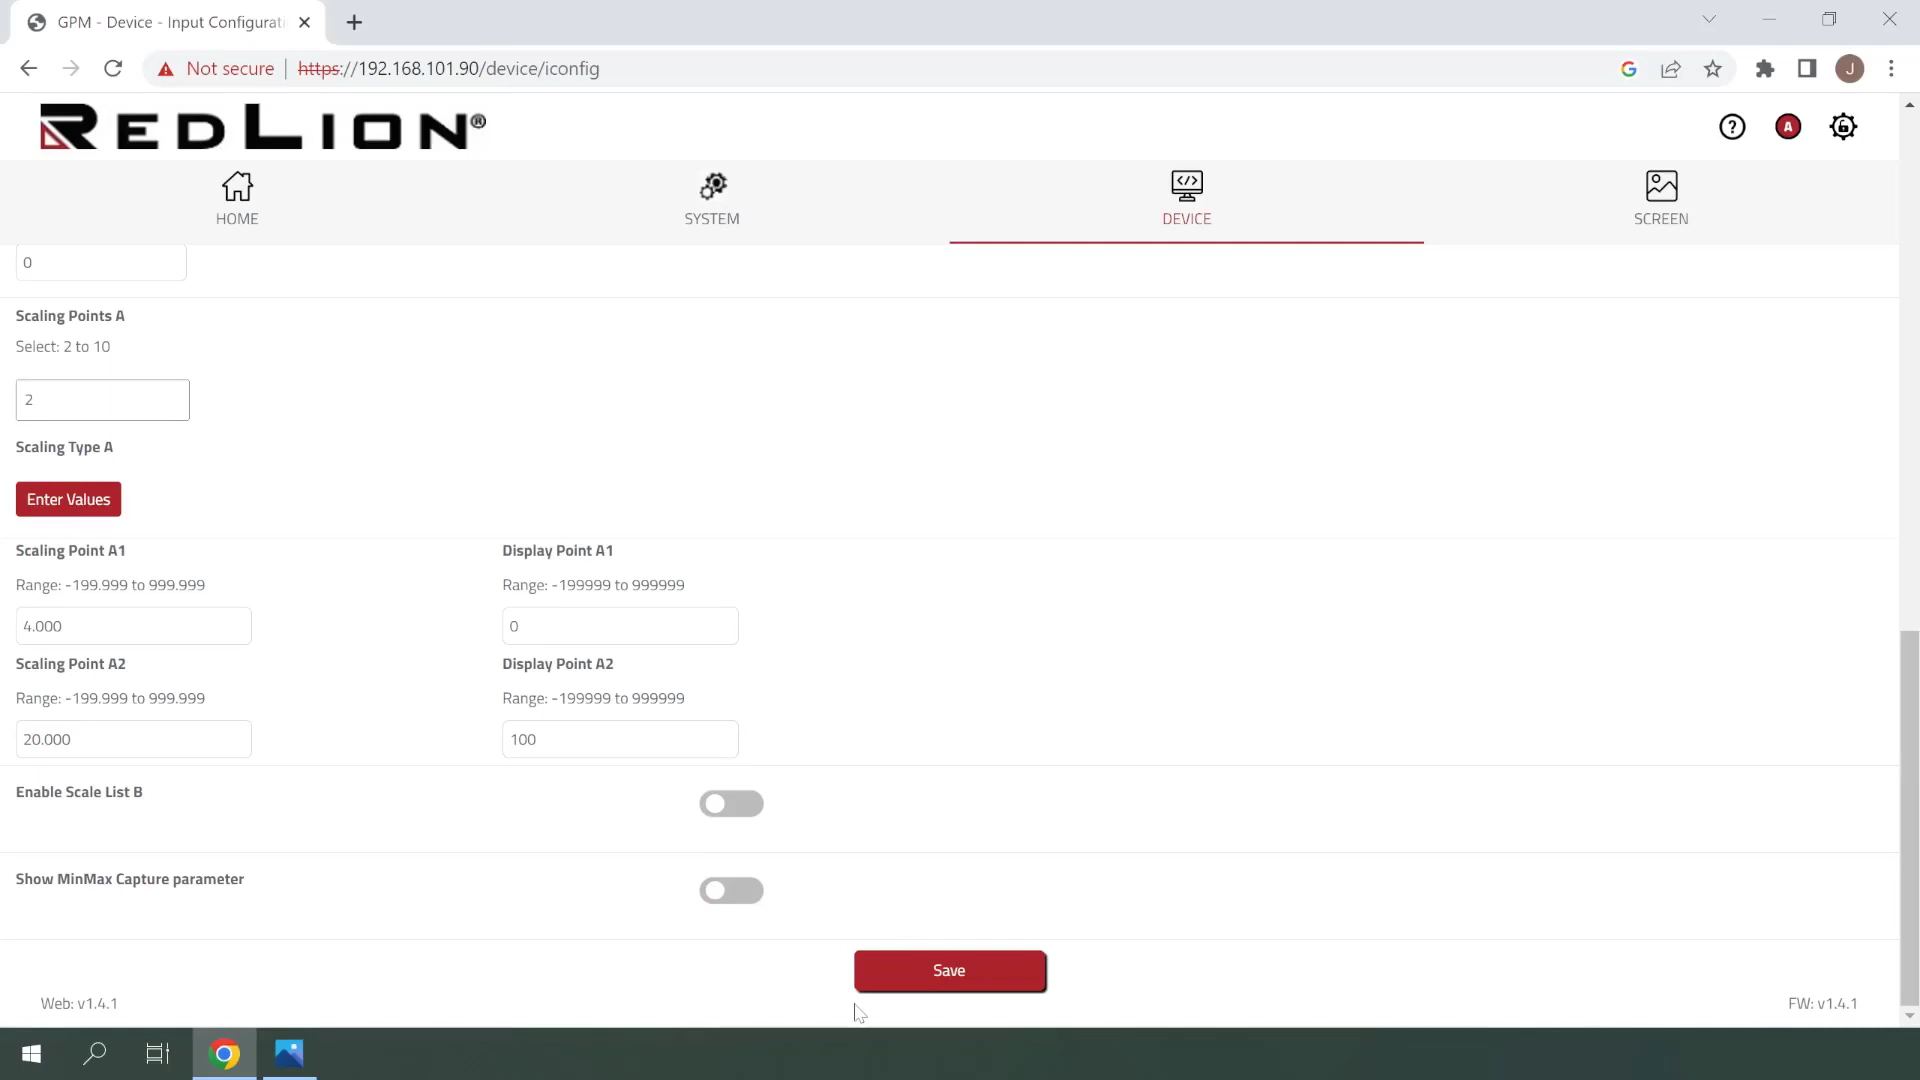 GPM - Device - Input Configurati
Not secure | https://192.168.101.90/device/iconfig
J
REDLION®
?
A
HOME
SYSTEM
DEVICE
SCREEN
0
Scaling Points A
Select: 2 to 10
2
Scaling Type A
Enter Values
Scaling Point A1
Display Point A1
Range: -199.999 to 999.999
Range: -199999 to 999999
4.000
0
Scaling Point A2
Display Point A2
Range: -199.999 to 999.999
Range: -199999 to 999999
20.000
100
Enable Scale List B
Show MinMax Capture parameter
Save
Web: v1.4.1
FW: v1.4.1